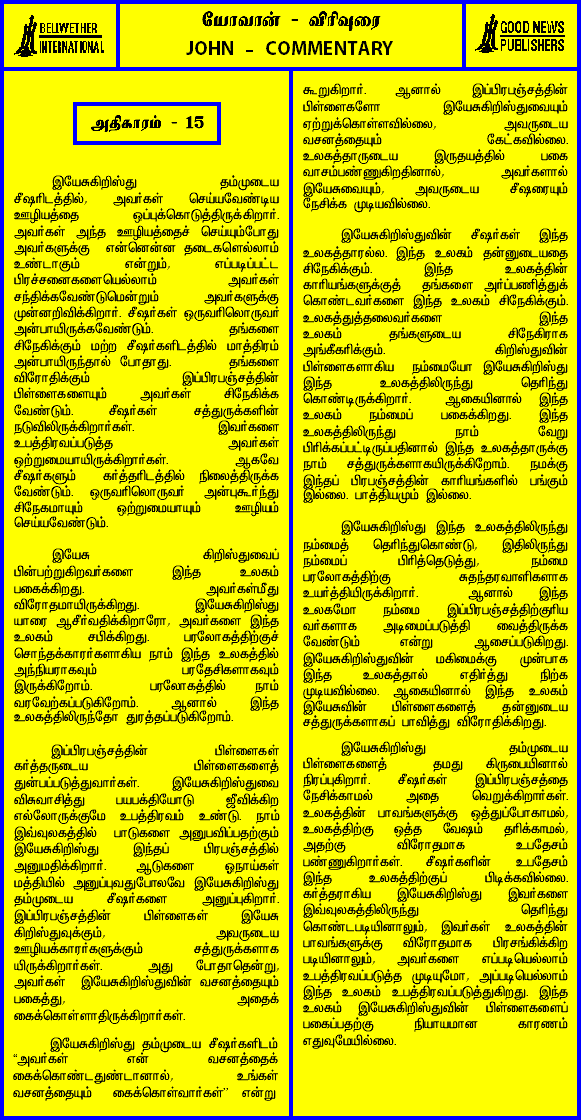 BELWETHER
INTERNATIONAL
யோவான் - விரிவுரை
JOHN - COMMENTARY
GOOD NEWS
PUBLISHERS
அதிகாரம் - 15
இயேசுகிறிஸ்து தம்முடைய
சீஷரிடத்தில், அவர்கள் செய்யவேண்டிய
ஊழியத்தை ஒப்புக்கொடுத்திருக்கிறார்.
அவர்கள் அந்த ஊழியத்தைச் செய்யும்போது
அவர்களுக்கு என்னென்ன தடைகளெல்லாம்
உண்டாகும் என்றும், எப்படிப்பட்ட
பிரச்சனைகளையெல்லாம் அவர்கள்
சந்திக்கவேண்டுமென்றும் அவர்களுக்கு
முன்னறிவிக்கிறார். சீஷர்கள் ஒருவரிலொருவர்
அன்பாயிருக்கவேண்டும். தங்களை
சிநேகிக்கும் மற்ற சீஷர்களிடத்தில் மாத்திரம்
அன்பாயிருந்தால் போதாது. தங்களை
விரோதிக்கும் இப்பிரபஞ்சத்தின்
பிள்ளைகளையும் அவர்கள் சிநேகிக்க
வேண்டும். சீஷர்கள் சத்துருக்களின்
நடுவிலிருக்கிறார்கள். இவர்களை
உபத்திரவப்படுத்த அவர்கள்
ஒற்றுமையாயிருக்கிறார்கள். ஆகவே
சீஷர்களும் கர்த்தரிடத்தில் நிலைத்திருக்க
வேண்டும். ஒருவரிலொருவர் அன்புகூர்ந்து
சிநேகமாயும் ஒற்றுமையாயும் ஊழியம்
செய்யவேண்டும்.
இயேசு கிறிஸ்துவைப்
பின்பற்றுகிறவர்களை இந்த உலகம்
பகைக்கிறது. அவர்கள்மீது
விரோதமாயிருக்கிறது. இயேசுகிறிஸ்து
யாரை ஆசீர்வதிக்கிறாரோ, அவர்களை இந்த
உலகம் சபிக்கிறது. பரலோகத்திற்குச்
சொந்தக்காரர்களாகிய நாம் இந்த உலகத்தில்
அந்நியராகவும் பரதேசிகளாகவும்
இருக்கிறோம். பரலோகத்தில் நாம்
வரவேற்கப்படுகிறோம். ஆனால் இந்த
உலகத்திலிருந்தோ துரத்தப்படுகிறோம்.
இப்பிரபஞ்சத்தின் பிள்ளைகள்
கர்த்தருடைய பிள்ளைகளைத்
துன்பப்படுத்துவார்கள். இயேசுகிறிஸ்துவை
விசுவாசித்து பயபக்தியோடு ஜீவிக்கிற
எல்லோருக்குமே உபத்திரவம் உண்டு. நாம்
இவ்வுலகத்தில் பாடுகளை அனுபவிப்பதற்கும்
இயேசுகிறிஸ்து இந்தப் பிரபஞ்சத்தில்
அனுமதிக்கிறார். ஆடுகளை ஓநாய்கள்
மத்தியில் அனுப்புவதுபோலவே இயேசுகிறிஸ்து
தம்முடைய சீஷர்களை அனுப்புகிறார்.
இப்பிரபஞ்சத்தின் பிள்ளைகள் இயேசு
கிறிஸ்துவுக்கும், அவருடைய
ஊழியக்காரர்களுக்கும் சத்துருக்களாக
யிருக்கிறார்கள். அது போதாதென்று,
அவர்கள் இயேசுகிறிஸ்துவின் வசனத்தையும்
பகைத்து, அதைக்
கைக்கொள்ளாதிருக்கிறார்கள்.
இயேசுகிறிஸ்து தம்முடைய சீஷர்களிடம்
“அவர்கள் என் வசனத்தைக்
கைக்கொண்டதுண்டானால், உங்கள்
வசனத்தையும் கைக்கொள்வார்கள்” என்று
கூறுகிறார். ஆனால் இப்பிரபஞ்சத்தின்
பிள்ளைகளோ இயேசுகிறிஸ்துவையும்
ஏற்றுக்கொள்ளவில்லை, அவருடைய
வசனத்தையும் கேட்கவில்லை.
உலகத்தாருடைய இருதயத்தில் பகை
வாசம்பண்ணுகிறதினால், அவர்களால்
இயேசுவையும், அவருடைய சீஷரையும்
நேசிக்க முடியவில்லை.
இயேசுகிறிஸ்துவின் சீஷர்கள் இந்த
உலகத்தாரல்ல. இந்த உலகம் தன்னுடையதை
சிநேகிக்கும். இந்த உலகத்தின்
காரியங்களுக்குத் தங்களை அர்ப்பணித்துக்
கொண்டவர்களை இந்த உலகம் சிநேகிக்கும்.
உலகத்துத்தலைவர்களை இந்த
உலகம் தங்களுடைய சிநேகிராக
அங்கீகரிக்கும். கிறிஸ்துவின்
பிள்ளைகளாகிய நம்மையோ இயேசுகிறிஸ்து
இந்த உலகத்திலிருந்து தெரிந்து
கொண்டிருக்கிறார். ஆகையினால் இந்த
உலகம் நம்மைப் பகைக்கிறது. இந்த
உலகத்திலிருந்து நாம் வேறு
பிரிக்கப்பட்டிருப்பதினால் இந்த உலகத்தாருக்கு
நாம் சத்துருக்களாகயிருக்கிறோம். நமக்கு
இந்தப் பிரபஞ்சத்தின் காரியங்களில் பங்கும்
இல்லை. பாத்தியமும் இல்லை.
இயேசுகிறிஸ்து இந்த உலகத்திலிருந்து
நம்மைத் தெரிந்துகொண்டு, இதிலிருந்து
நம்மைப் பிரித்தெடுத்து, நம்மை
பரலோகத்திற்கு சுதந்தரவாளிகளாக
உயர்த்தியிருக்கிறார். ஆனால் இந்த
உலகமோ நம்மை இப்பிரபஞ்சத்திற்குரிய
வர்களாக அடிமைப்படுத்தி வைத்திருக்க
வேண்டும் என்று ஆசைப்படுகிறது.
இயேசுகிறிஸ்துவின் மகிமைக்கு முன்பாக
இந்த உலகத்தால் எதிர்த்து நிற்க
முடியவில்லை. ஆகையினால் இந்த உலகம்
இயேசுவின் பிள்ளைகளைத் தன்னுடைய
சத்துருக்களாகப் பாவித்து விரோதிக்கிறது.
இயேசுகிறிஸ்து தம்முடைய
பிள்ளைகளைத் தமது கிருபையினால்
நிரப்புகிறார். சீஷர்கள் இப்பிரபஞ்சத்தை
நேசிக்காமல் அதை வெறுக்கிறார்கள்.
உலகத்தின் பாவங்களுக்கு ஒத்துப்போகாமல்,
உலகத்திற்கு ஒத்த வேஷம் தரிக்காமல்,
அதற்கு விரோதமாக உபதேசம்
பண்ணுகிறார்கள். சீஷர்களின் உபதேசம்
இந்த உலகத்திற்குப் பிடிக்கவில்லை.
கர்த்தராகிய இயேசுகிறிஸ்து இவர்களை
இவ்வுலகத்திலிருந்து தெரிந்து
கொண்டபடியினாலும், இவர்கள் உலகத்தின்
பாவங்களுக்கு விரோதமாக பிரசங்கிக்கிற
படியினாலும், அவர்களை எப்படியெல்லாம்
உபத்திரவப்படுத்த முடியுமோ, அப்படியெல்லாம்
இந்த உலகம் உபத்திரவப்படுத்துகிறது. இந்த
உலகம் இயேசுகிறிஸ்துவின் பிள்ளைகளைப்
பகைப்பதற்கு நியாயமான காரணம்
எதுவுமேயில்லை.